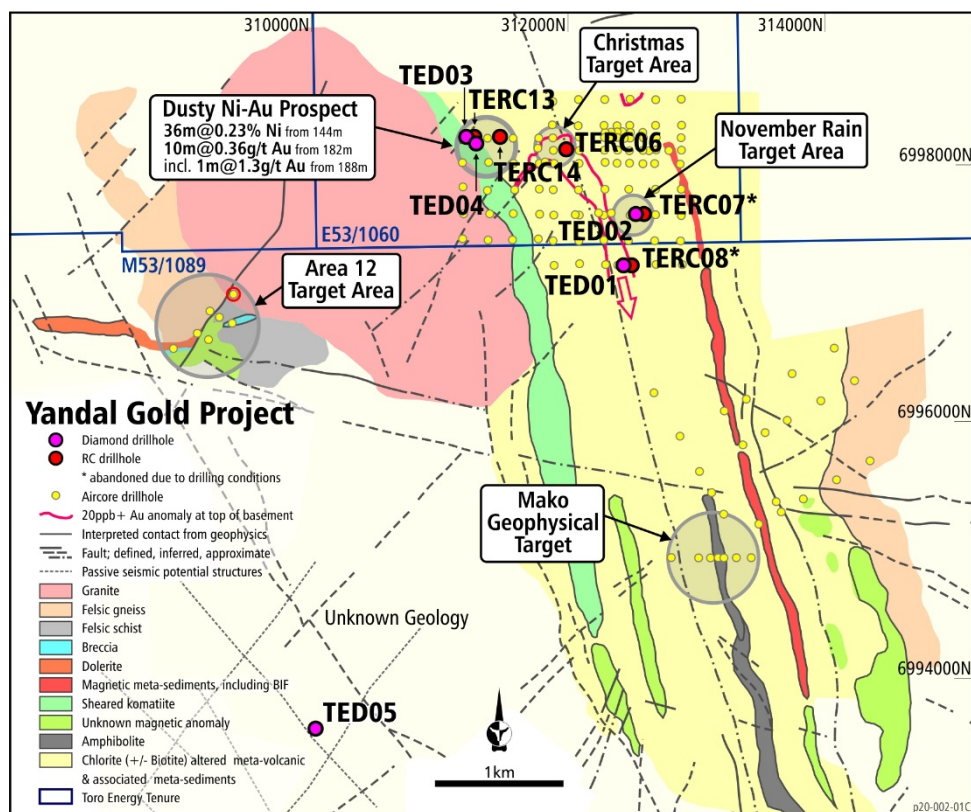 310000N
312000N
314000N
Christmas
Target Area
TED03
TERC13
Dusty Ni-Au Prospect
36m@0.23% Ni from 144m
10m@0.36g/t Au from 182m
incl. 1m@1.3g/t Au from 188m
TERC06
November Rain
Target Area
6998000N
TERC14
TED04
TERC07*
TED02
E53/1060
M53/1089
TERC08*
TED01
Area 12
Target Area
6996000N
Yandal Gold Project
Diamond drillhole
RC drillhole
* abandoned due to drilling conditions
Aircore drillhole
20ppb+ Au anomaly at top of basement
Interpreted contact from geophysics
Fault; defined, inferred, approximate
Passive seismic potential structures
Granite
Felsic gneiss
Felsic schist
Breccia
Dolerite
Magnetic meta-sediments, including BIF
Sheared komatiite
Unknown magnetic anomaly
Amphibolite
Chlorite (+/- Biotite) altered meta-volcanic
& associated meta-sediments
Toro Energy Tenure
Mako
Geophysical
Target
Unknown Geology
6994000N
TED05
1km
p20-002-01C